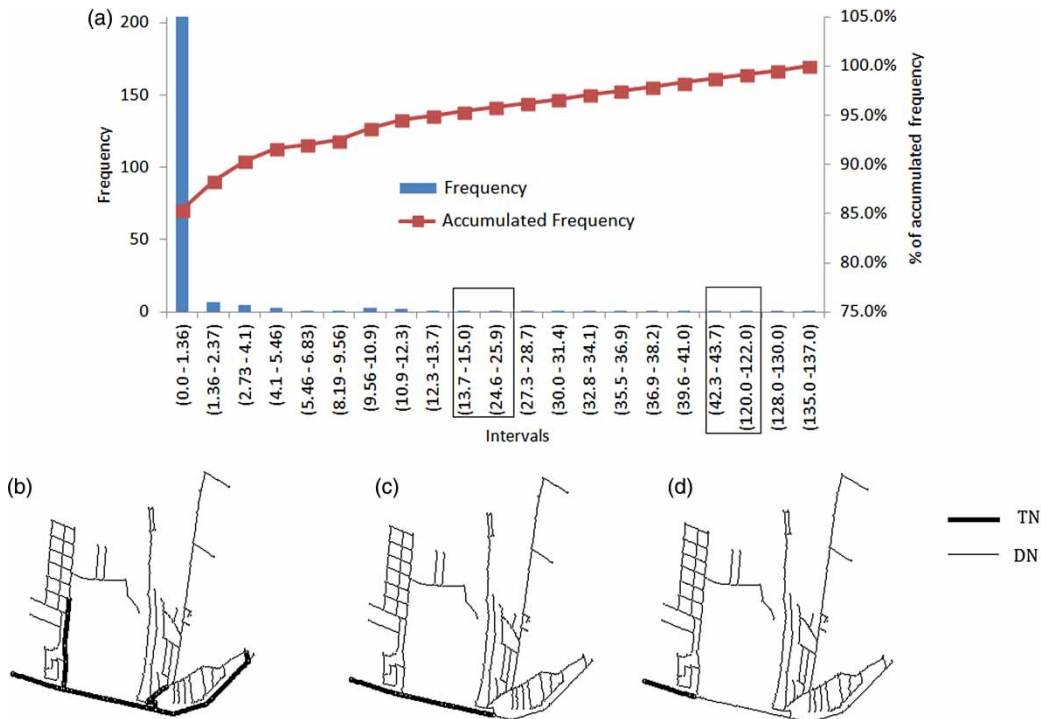 (a)
200
150
100
50
0
Frequency
105.0%
100.0%
95.0%
90.0%
85.0%
80.0%
75.0%
% of accumulated frequency
Frequency
Accumulated Frequency
(0.0 - 1.36)
(1.36 - 2.37)
(2.73 - 4.1)
(4.1 - 5.46)
(5.46 - 6.83)
(8.19 - 9.56)
(9.56 -10.9)
(10.9 -12.3)
(12.3 -13.7)
(13.7 - 15.0)
(24.6 - 25.9)
(27.3 - 28.7)
(30.0 - 31.4)
(32.8 - 34.1)
(35.5 - 36.9)
(36.9 - 38.2)
(39.6 - 41.0)
(42.3 - 43.7)
(120.0 -122.0)
(128.0 -130.0)
(135.0 -137.0)
Intervals
(b)
(c)
(d)
TN
DN